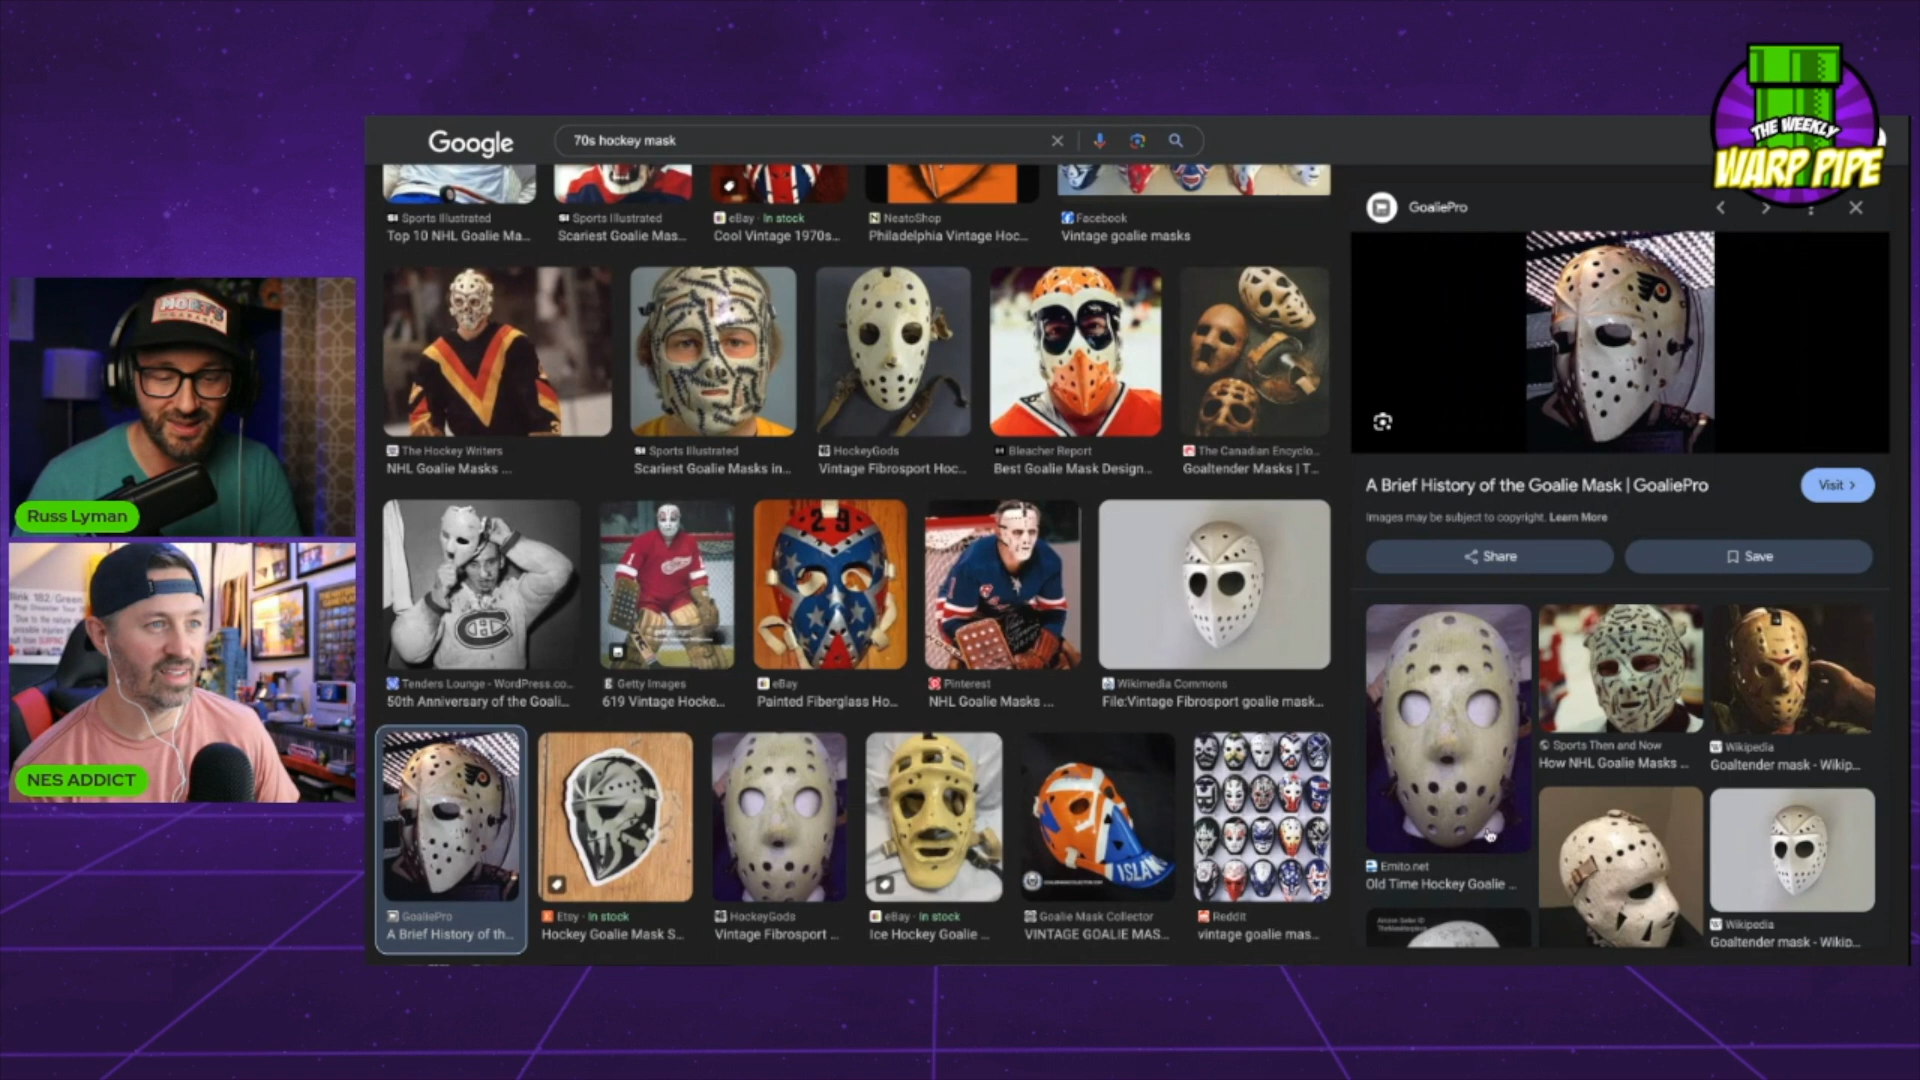 THE WEEKLY
WARP PIPE
Google
70s hockey mask
Sports Illustrated
Top 10 NHL Goalie Ma...
Sports Illustrated
Scariest Goalie Mas...
eBay · In stock
Cool Vintage 1970s...
NeatoShop
Philadelphia Vintage Hoc...
Facebook
Vintage goalie masks
GoaliePro
The Hockey Writers
NHL Goalie Masks ...
Sports Illustrated
Scariest Goalie Masks in...
HockeyGods
Vintage Fibrosport Hoc...
Bleacher Report
Best Goalie Mask Design...
The Canadian Encyclo...
Goaltender Masks | T...
A Brief History of the Goalie Mask | GoaliePro
Visit
Images may be subject to copyright. Learn More
Share
Save
Russ Lyman
NES ADDICT
29
Tenders Lounge - WordPress.co...
50th Anniversary of the Goali...
Getty Images
619 Vintage Hocke...
eBay
Painted Fiberglass Ho...
Pinterest
NHL Goalie Masks ...
Wikimedia Commons
File:Vintage Fibrosport goalie mask...
Sports Then and Now
How NHL Goalie Masks ...
Wikipedia
Goaltender mask - Wikip...
ISLAN
GoaliePro
A Brief History of th...
Etsy · In stock
Hockey Goalie Mask S...
HockeyGods
Vintage Fibrosport ...
eBay · In stock
Ice Hockey Goalie ...
Goalie Mask Collector
VINTAGE GOALIE MAS...
Reddit
vintage goalie mas...
Emito.net
Old Time Hockey Goalie ...
Wikipedia
Goaltender mask - Wikip...